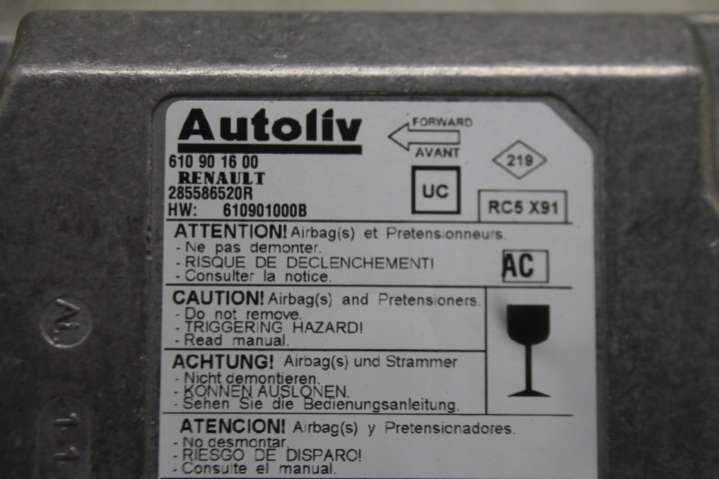 Autoliv
FORWARD
AVANT
219
610 90 16 00
RENAULT
285586520R
HW: 610901000B
UC
RC5 X91
ATTENTION! Airbag(s) et Pretensionneurs.
- Ne pas demonter.
- RISQUE DE DECLENCHEMENT!
- Consulter la notice.
AC
CAUTION! Airbag(s) and Pretensioners.
- Do not remove.
- TRIGGERING HAZARD!
- Read manual.
ACHTUNG! Airbag(s) und Strammer
- Nicht demontieren.
- KONNEN AUSLONEN.
- Sehen Sie die Bedienungsanleitung.
ATENCION! Airbag(s) y Pretensionadores.
- No desmontar.
- RIESGO DE DISPARO!
- Consulte el manual.
11